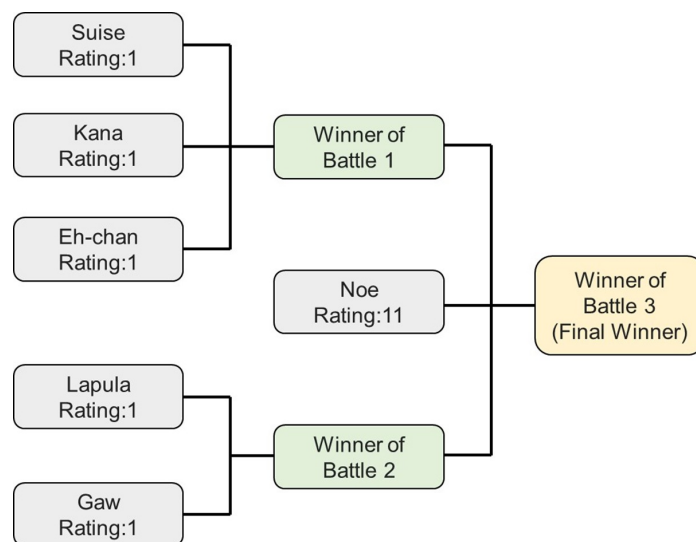 Suise
Rating:1
Kana
Rating:1
Eh-chan
Rating:1
Lapula
Rating:1
Gaw
Rating:1
Winner of
Battle 1
Noe
Rating:11
Winner of
Battle 2
Winner of
Battle 3
(Final Winner)